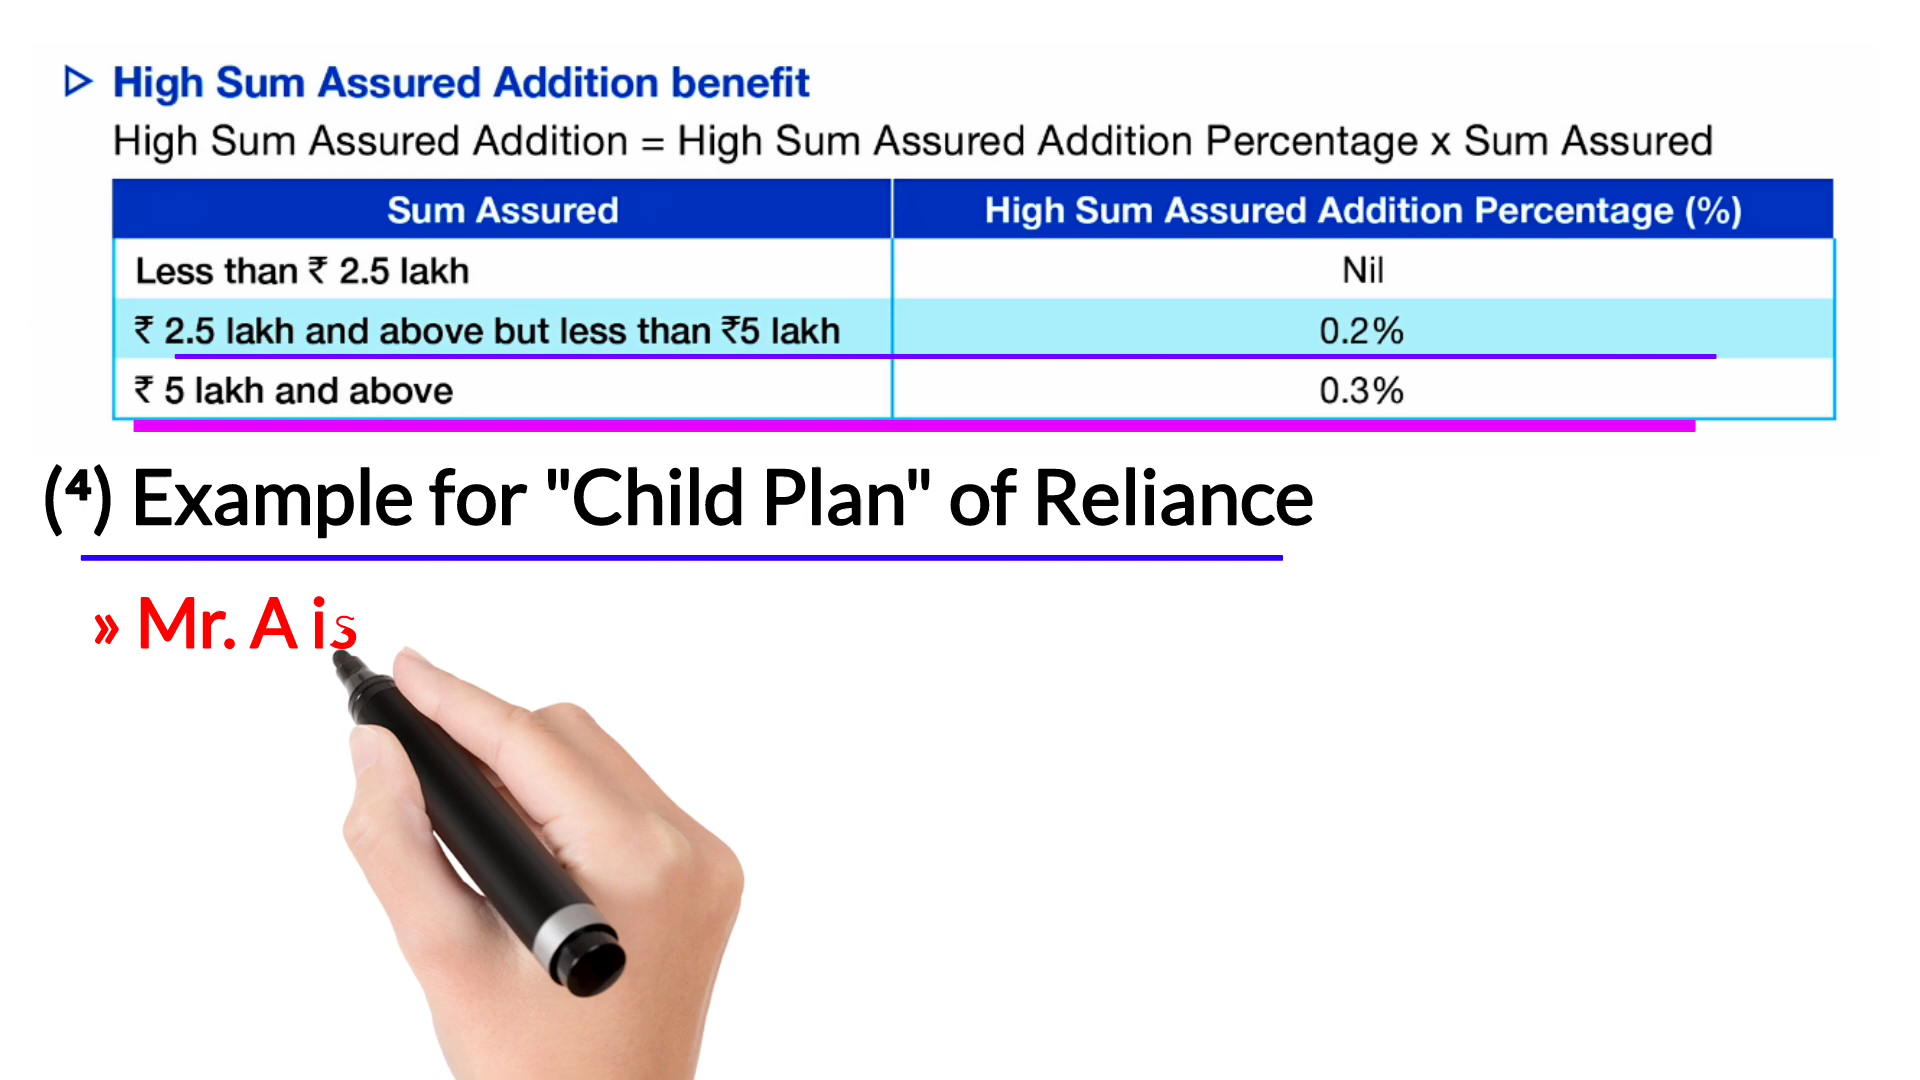 ▷ High Sum Assured Addition benefit
High Sum Assured Addition = High Sum Assured Addition Percentage x Sum Assured
Sum Assured High Sum Assured Addition Percentage (%)
Less than ₹ 2.5 lakh Nil
₹ 2.5 lakh and above but less than ₹5 lakh 0.2%
₹ 5 lakh and above 0.3%
(⁴) Example for "Child Plan" of Reliance
» Mr. A is